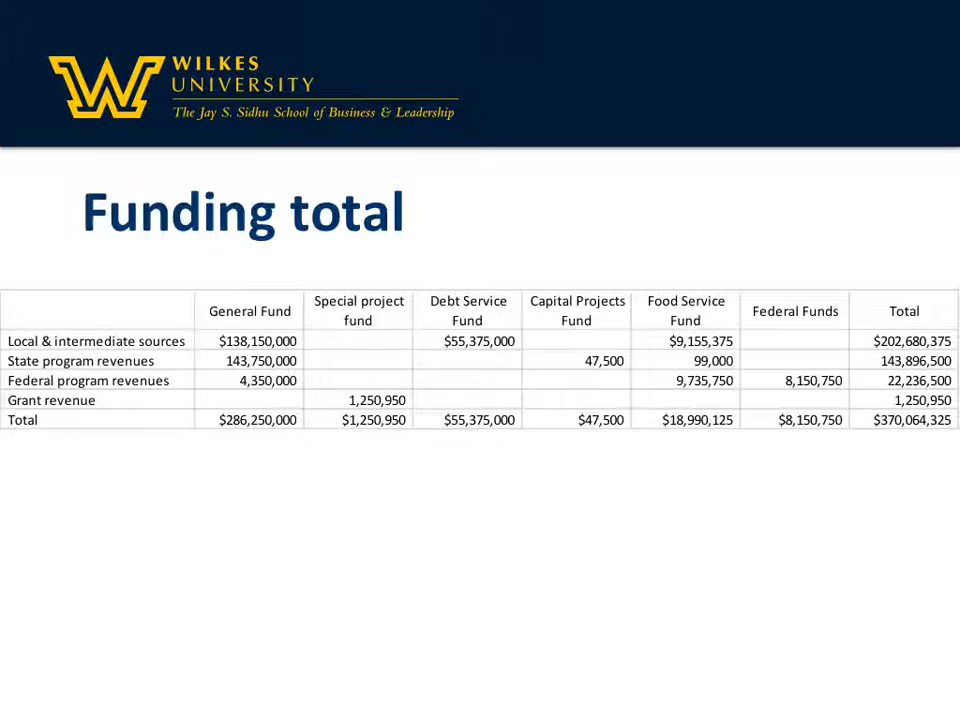 WILKES
UNIVERSITY
The Jay S. Sidhu School of Business & Leadership
Funding total
General Fund Special project fund Debt Service Fund Capital Projects Fund Food Service Fund Federal Funds Total
Local & intermediate sources $138,150,000 $55,375,000 $9,155,375 $202,680,375
State program revenues 143,750,000 47,500 99,000 143,896,500
Federal program revenues 4,350,000 9,735,750 8,150,750 22,236,500
Grant revenue 1,250,950 1,250,950
Total $286,250,000 $1,250,950 $55,375,000 $47,500 $18,990,125 $8,150,750 $370,064,325